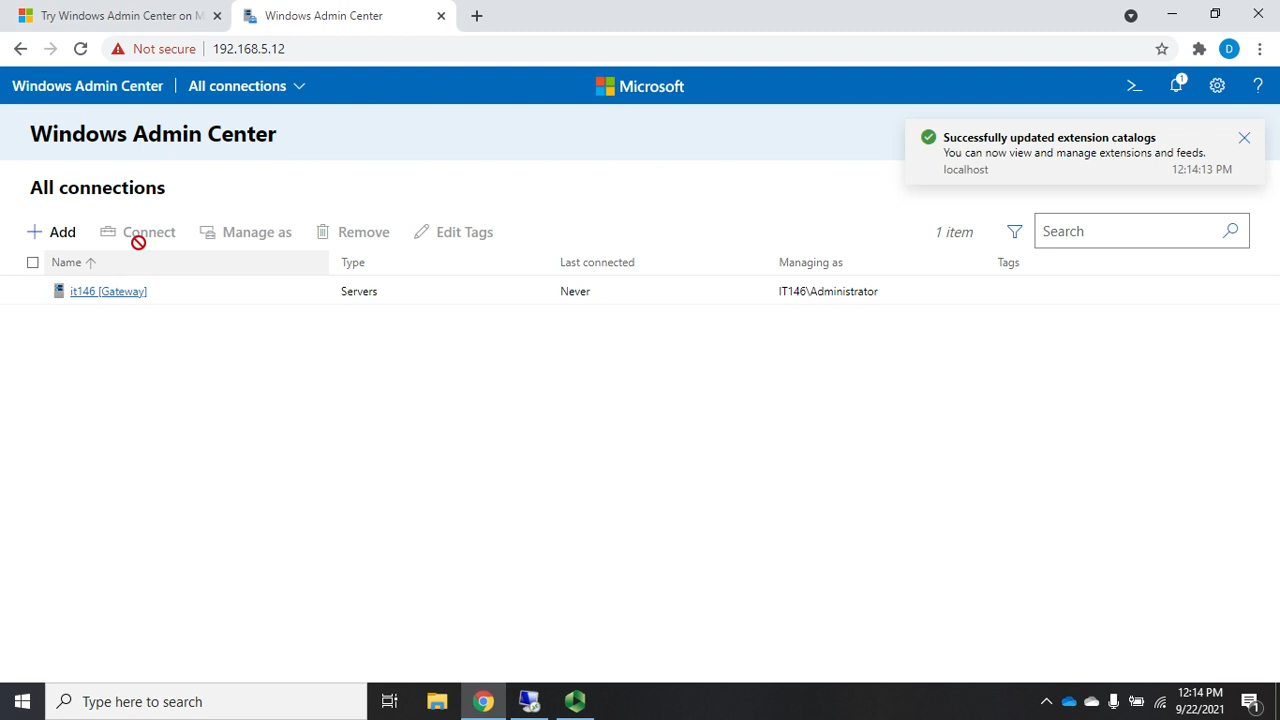 Try Windows Admin Center on M
Windows Admin Center
Not secure
192.168.5.12
D
Windows Admin Center
All connections
Microsoft
1
Windows Admin Center
Successfully updated extension catalogs
You can now view and manage extensions and feeds.
localhost
12:14:13 PM
All connections
Add
Connect
Manage as
Remove
Edit Tags
1 item
Search
Name
Type
Last connected
Managing as
Tags
it146 [Gateway]
Servers
Never
IT146\Administrator
Type here to search
12:14 PM
9/22/2021
1